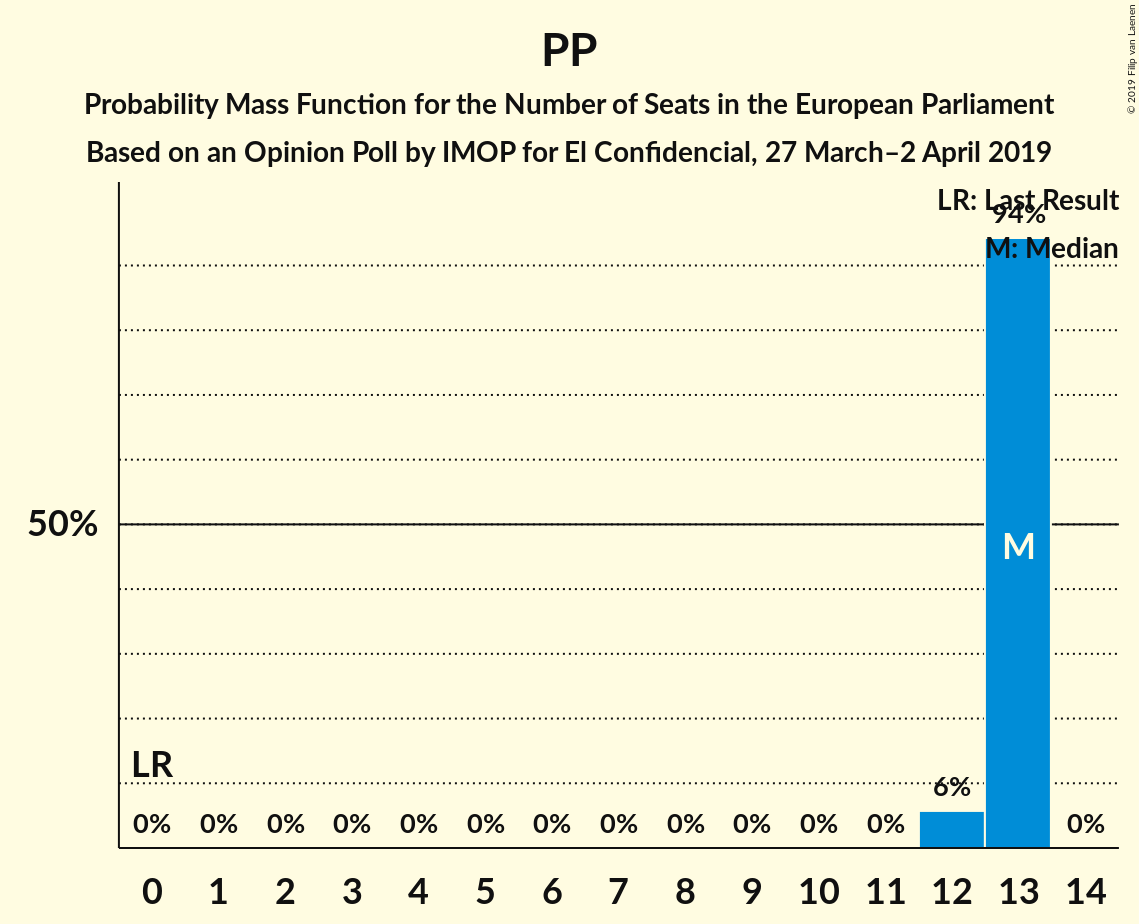 PP
Probability Mass Function for the Number of Seats in the European Parliament
Based on an Opinion Poll by IMOP for El Confidencial, 27 March–2 April 2019
© 2019 Filip van Laenen
LR: Last Result
94%
M: Median
50%
M
LR
6%
0% 0% 0% 0% 0% 0% 0% 0% 0% 0% 0% 0% 0%
0 1 2 3 4 5 6 7 8 9 10 11 12 13 14